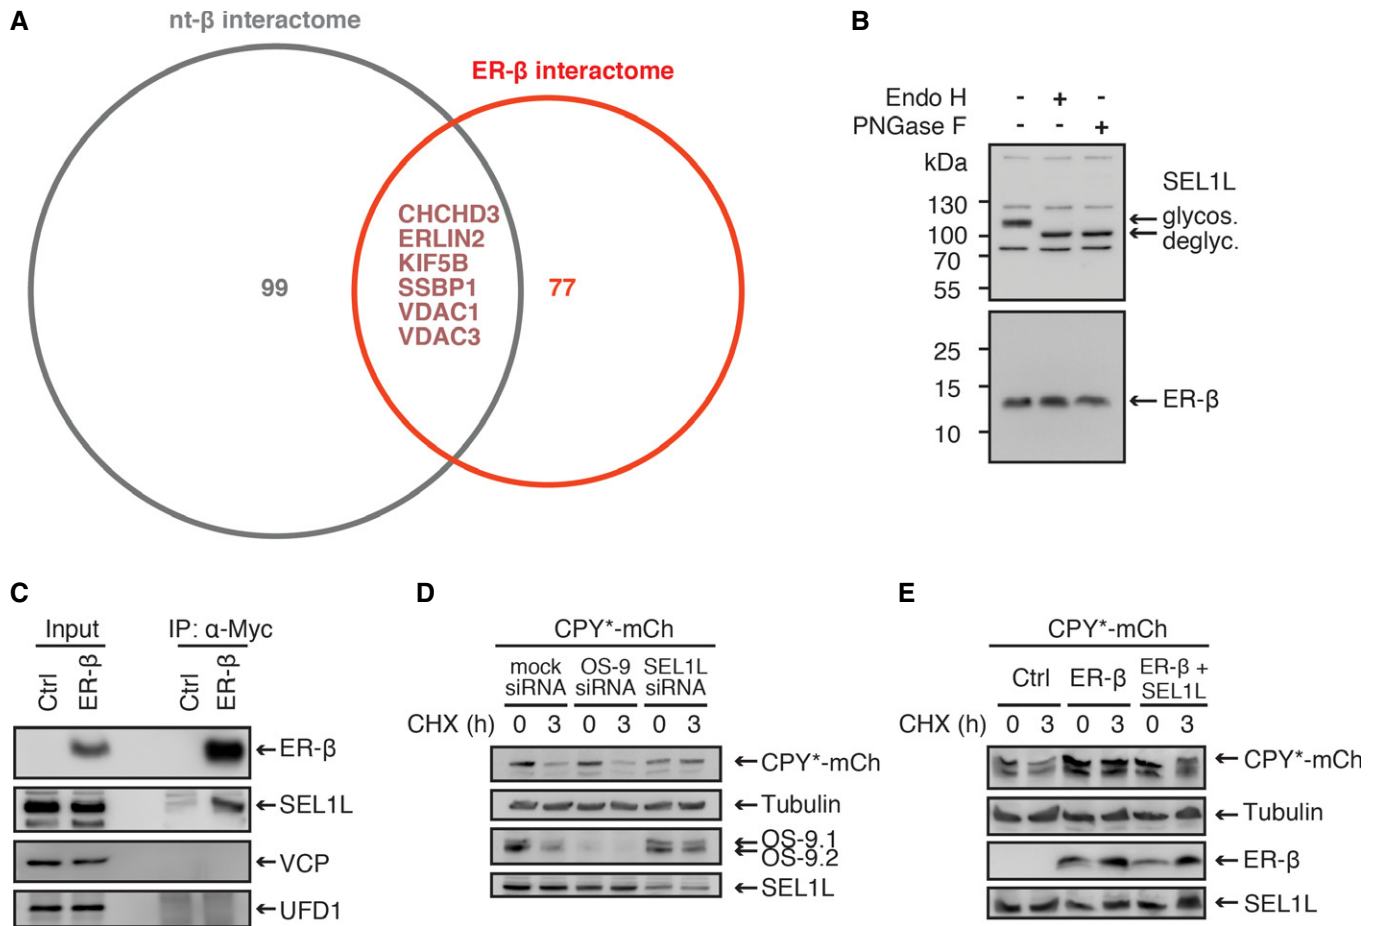 A
nt-β interactome
ER-β interactome
99
CHCHD3
ERLIN2
KIF5B
SSBP1
VDAC1
VDAC3
77
B
Endo H - + -
PNGase F - - +
kDa
130
100
70
55
SEL1L
glycos.
deglyc.
25
15
10
ER-β
C
Input IP: α-Myc
Ctrl ER-β Ctrl ER-β
ER-β
SEL1L
VCP
UFD1
D
CPY*-mCh
mock siRNA OS-9 siRNA SEL1L siRNA
CHX (h) 0 3 0 3 0 3
CPY*-mCh
Tubulin
OS-9.1
OS-9.2
SEL1L
E
CPY*-mCh
Ctrl ER-β ER-β + SEL1L
CHX (h) 0 3 0 3 0 3
CPY*-mCh
Tubulin
ER-β
SEL1L